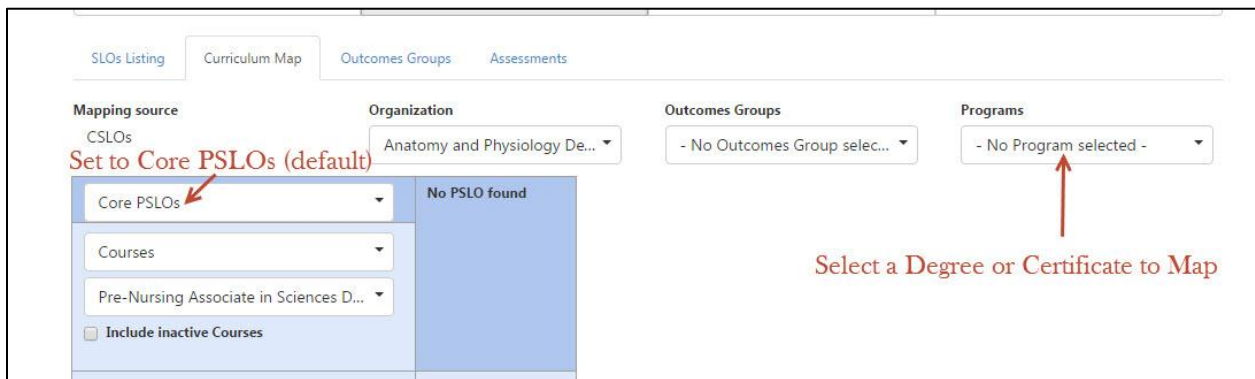 SLOs Listing Curriculum Map Outcomes Groups Assessments
Mapping source Organization Outcomes Groups Programs
CSLOs Anatomy and Physiology De... - No Outcomes Group selec... - No Program selected -
Set to Core PSLOs (default)
Core PSLOs No PSLO found
Courses
Select a Degree or Certificate to Map
Pre-Nursing Associate in Sciences D...
Include inactive Courses